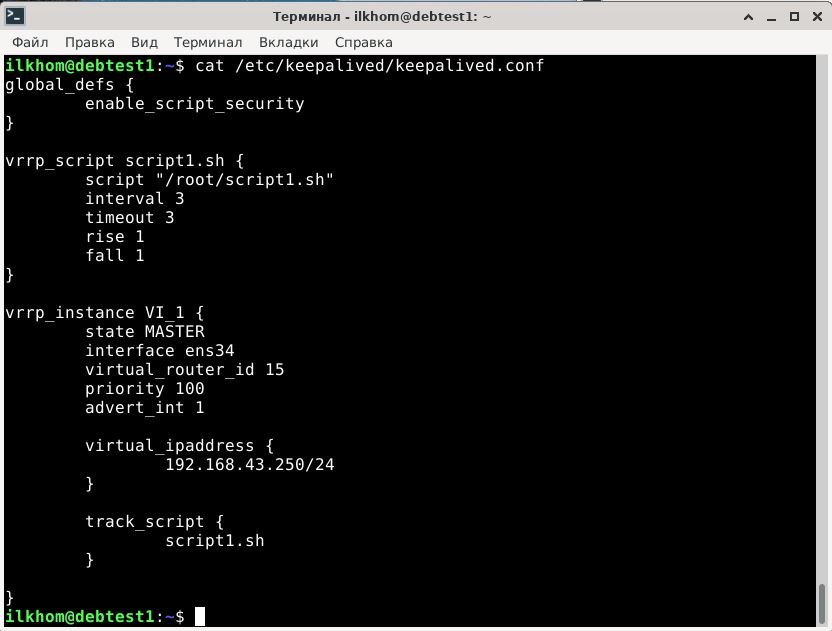 Терминал - ilkhom@debtest1: ~
Файл Правка Вид Терминал Вкладки Справка
ilkhom@debtest1:~$ cat /etc/keepalived/keepalived.conf
global_defs {
        enable_script_security
}

vrrp_script script1.sh {
        script "/root/script1.sh"
        interval 3
        timeout 3
        rise 1
        fall 1
}

vrrp_instance VI_1 {
        state MASTER
        interface ens34
        virtual_router_id 15
        priority 100
        advert_int 1

        virtual_ipaddress {
                192.168.43.250/24
        }

        track_script {
                script1.sh
        }

}
ilkhom@debtest1:~$